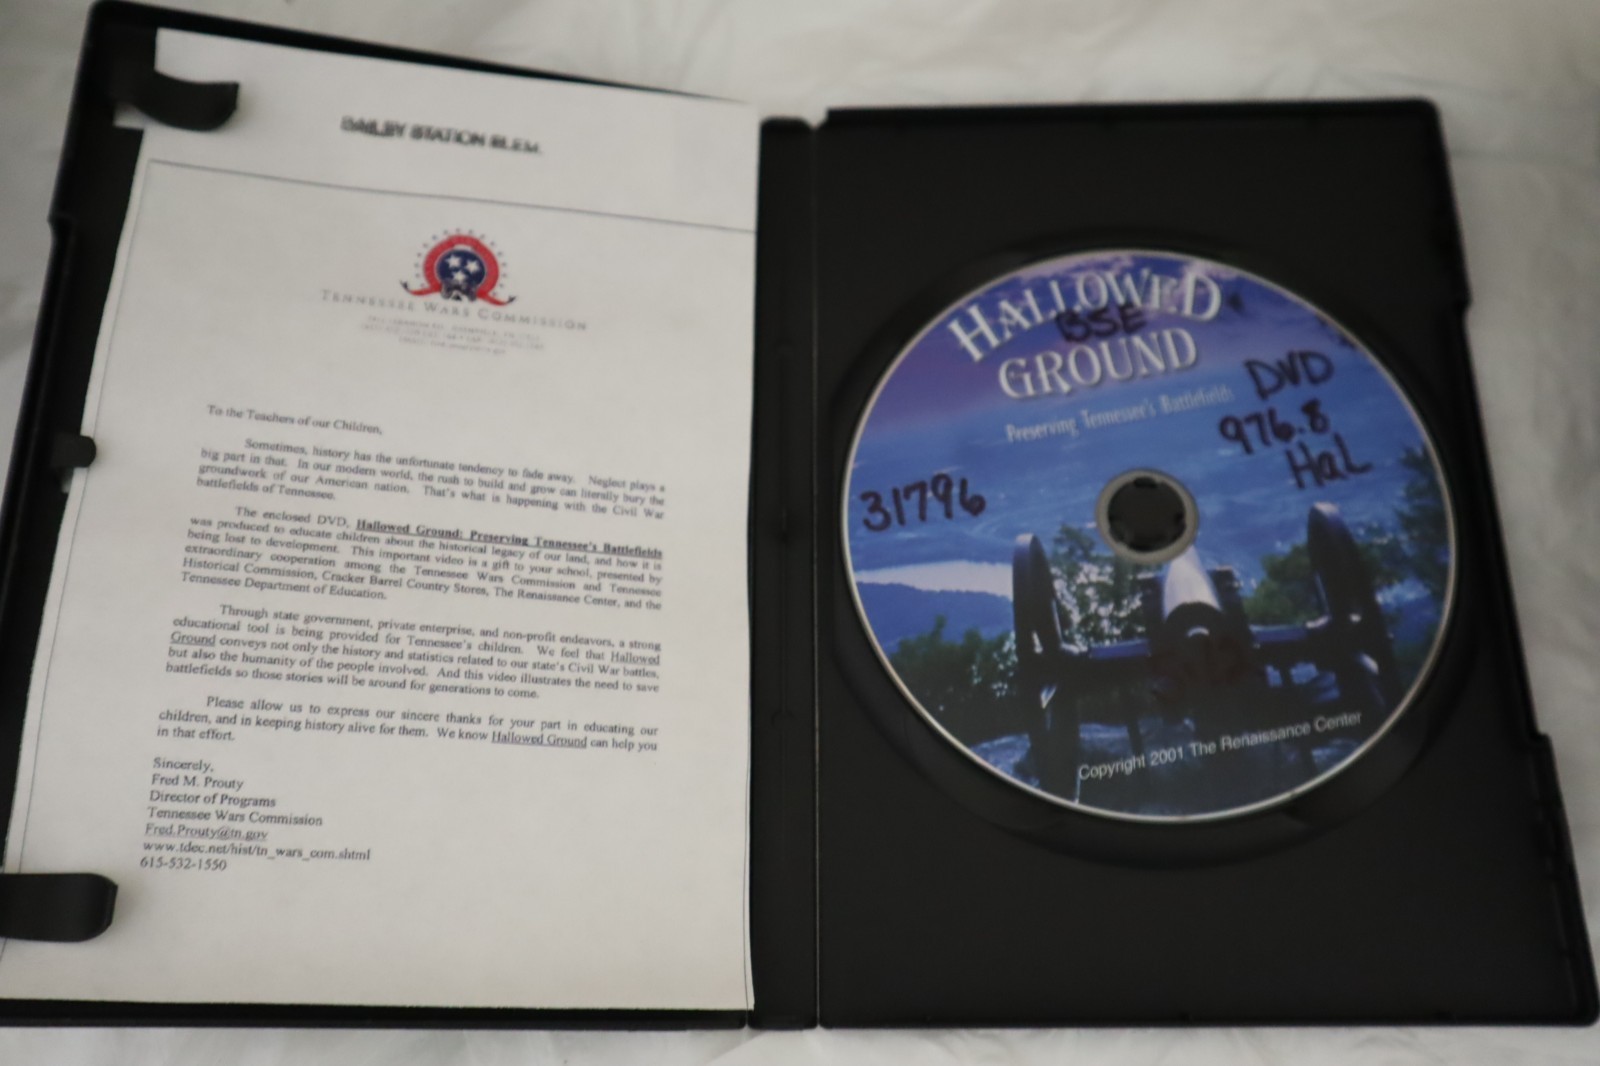 BAILEY STATION ELEM.
TENNESSEE WARS COMMISSION
To the Teachers of our Children,
Sometimes, history has the unfortunate tendency to fade away. Neglect plays a
big part in that. In our modern world, the rush to build and grow can literally bury the
groundwork of our American nation. That's what is happening with the Civil War
battlefields of Tennessee.
The enclosed DVD, Hallowed Ground: Preserving Tennessee's Battlefields
was produced to educate children about the historical legacy of our land, and how it is
being lost to development. This important video is a gift to your school, presented by
extraordinary cooperation among the Tennessee Wars Commission and Tennessee
Historical Commission, Cracker Barrel Country Stores, The Renaissance Center, and the
Tennessee Department of Education.
Through state government, private enterprise, and non-profit endeavors, a strong
educational tool is being provided for Tennessee's children. We feel that Hallowed
Ground conveys not only the history and statistics related to our state's Civil War battles,
but also the humanity of the people involved. And this video illustrates the need to save
battlefields so those stories will be around for generations to come.
Please allow us to express our sincere thanks for your part in educating our
children, and in keeping history alive for them. We know Hallowed Ground can help you
in that effort.
Sincerely,
Fred M. Prouty
Director of Programs
Tennessee Wars Commission
Fred.Prouty@tn.gov
www.tdec.net/hist/tn_wars_com.shtml
615-532-1550
HALLOWED
BSE
GROUND
Preserving Tennessee's Battlefields
DVD
976.8
Hal
31796
Copyright 2001 The Renaissance Center